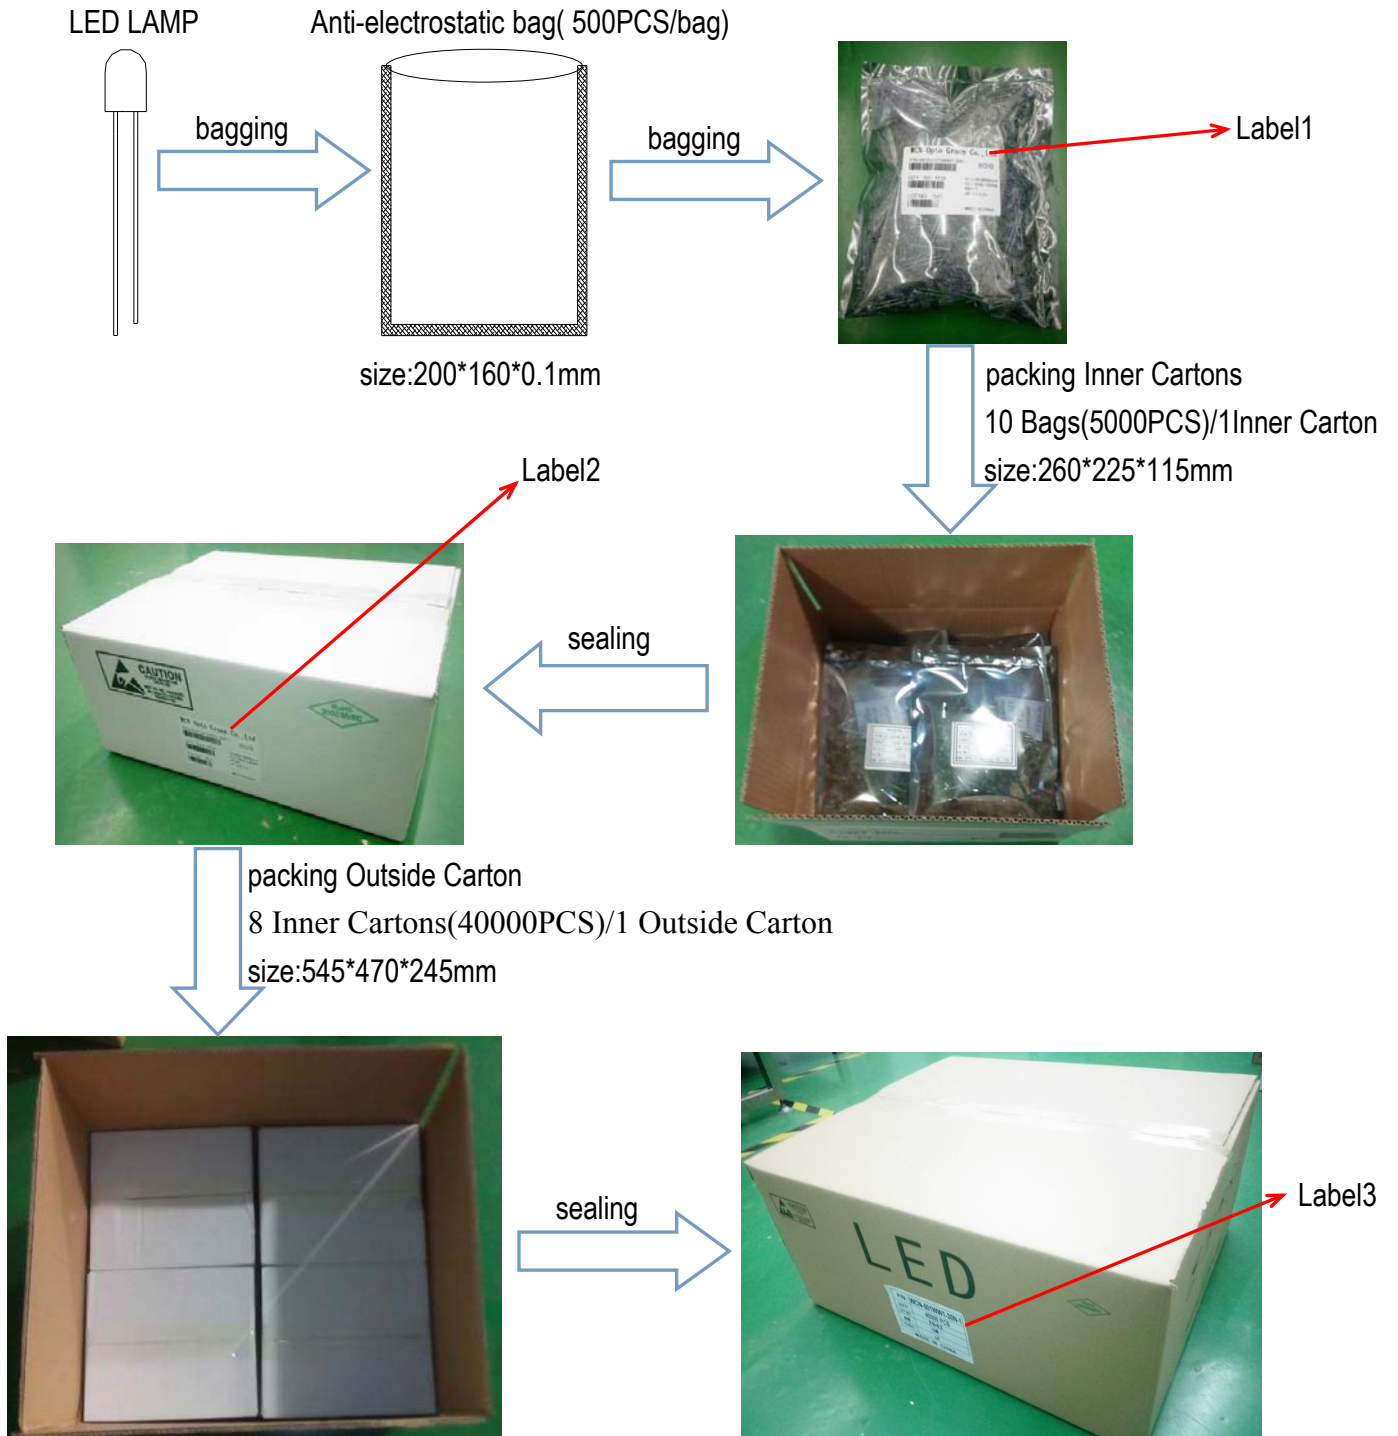 LED LAMP
Anti-electrostatic bag( 500PCS/bag)
bagging
bagging
Label1
size:200*160*0.1mm
packing Inner Cartons
10 Bags(5000PCS)/1Inner Carton
size:260*225*115mm
Label2
sealing
CAUTION
packing Outside Carton
8 Inner Cartons(40000PCS)/1 Outside Carton
size:545*470*245mm
sealing
Label3
LED